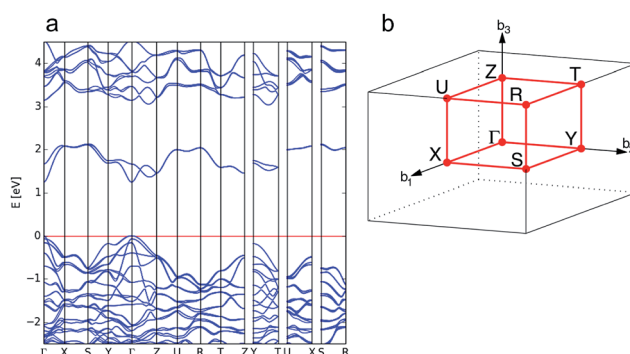 a
b
E [eV]
4
3
2
1
0
−1
−2
Γ X S Y Γ Z U R T Z Y T U X S R
b₃
Z
T
U
R
Γ
Y
X
S
b₁